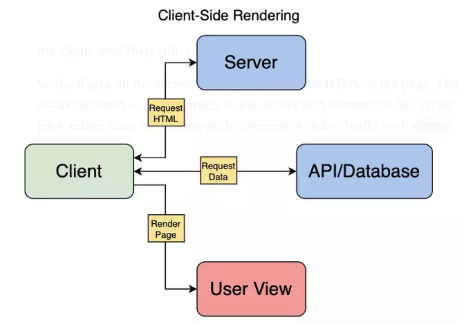 Client-Side Rendering
Server
Request
HTML
Client
Request
Data
API/Database
Render
Page
User View